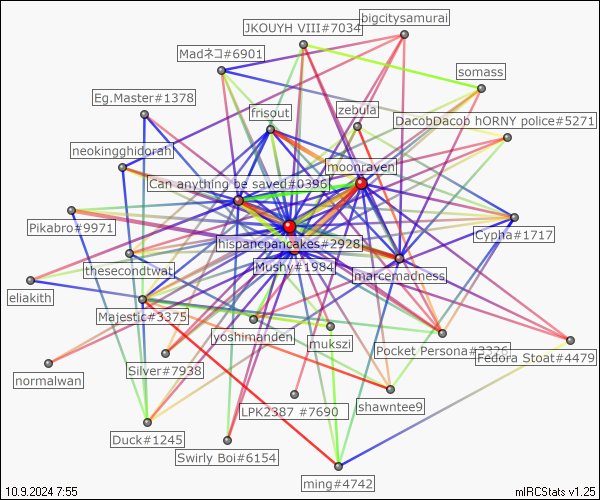 bigcitysamurai
JKOUYH VIII#7034
Madネコ#6901
somass
Eg.Master#1378
zebula
frisout
DacobDacob hORNY police#5271
neokingghidorah
moonraven
Can anything be saved#0396
Pikabro#9971
Cypha#1717
hispancpancakes#2928
Mushy#1984
thesecondtwat
marcemadness
eliakith
Majestic#3375
yoshimanden
mukszi
Pocket Persona#3336
Fedora Stoat#4479
Silver#7938
normalwan
LPK2387 #7690
shawntee9
Duck#1245
Swirly Boi#6154
ming#4742
10.9.2024 7:55
mIRCStats v1.25